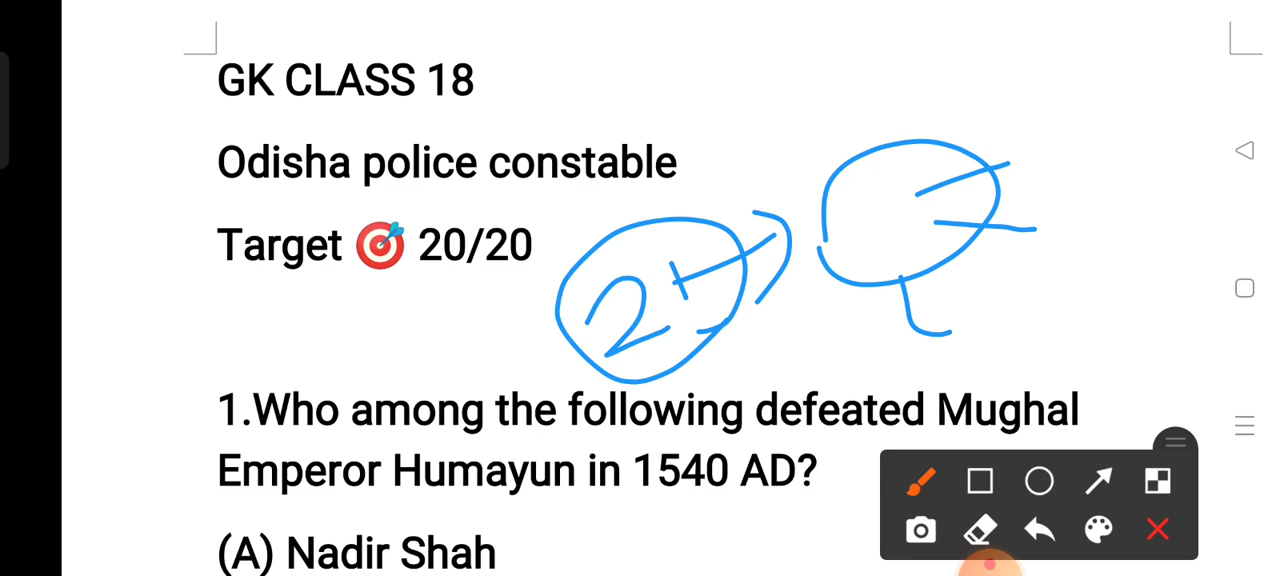 GK CLASS 18
Odisha police constable
Target 🎯 20/20
1.Who among the following defeated Mughal
Emperor Humayun in 1540 AD?
(A) Nadir Shah